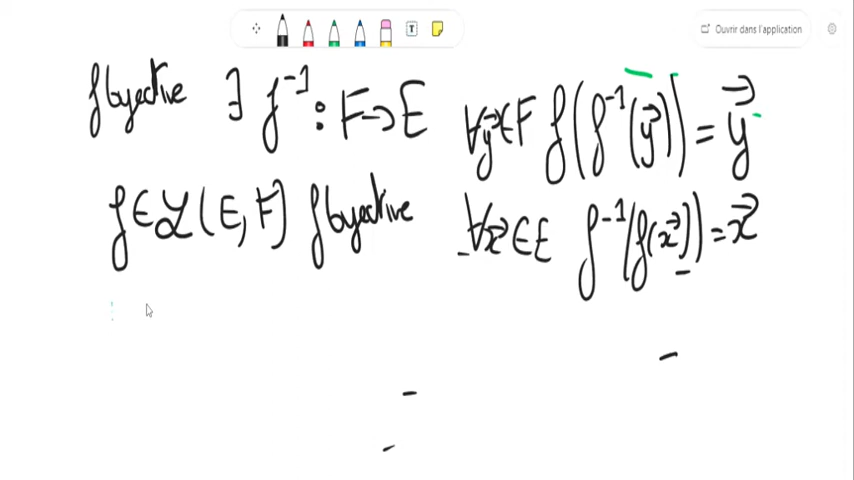 Ouvrir dans l'application
f bijective ∃ f⁻¹ : F → E ∀y⃗ ∈ F f(f⁻¹(y⃗)) = y⃗
f ∈ ℒ(E, F) f bijective ∀x⃗ ∈ E f⁻¹(f(x⃗)) = x⃗